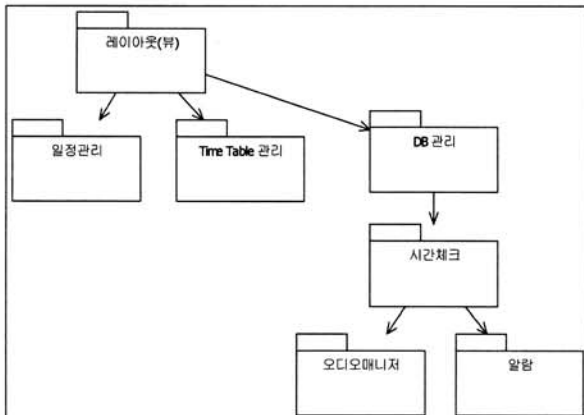 레이아웃(뷰)
일정관리
Time Table 관리
DB 관리
시간체크
오디오매니저
알람